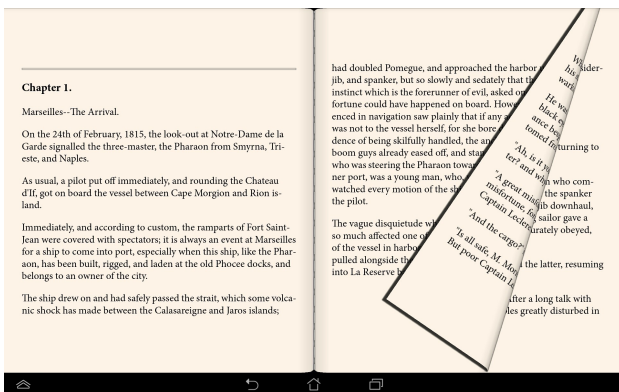 Chapter 1.
Marseilles--The Arrival.
On the 24th of February, 1815, the look-out at Notre-Dame de la
Garde signalled the three-master, the Pharaon from Smyrna, Tri-
este, and Naples.
As usual, a pilot put off immediately, and rounding the Chateau
d'If, got on board the vessel between Cape Morgion and Rion is-
land.
Immediately, and according to custom, the ramparts of Fort Saint-
Jean were covered with spectators; it is always an event at Marseilles
for a ship to come into port, especially when this ship, like the Phar-
aon, has been built, rigged, and laden at the old Phocee docks, and
belongs to an owner of the city.
The ship drew on and had safely passed the strait, which some volca-
nic shock has made between the Calasareigne and Jaros islands;
had doubled Pomegue, and approached the harbor
jib, and spanker, but so slowly and sedately that
instinct which is the forerunner of evil, asked
fortune could have happened on board.
enced in navigation saw plainly that if any
was not to the vessel herself, for she bore
dence of being skilfully handled, the
boom guys already eased off, and
who was steering the Pharaon
ner port, was a young man, who,
watched every motion of the
the pilot.
The vague disquietude
so much affected one
of the vessel in
pulled alongside
into La Reserve
his
He was
black
ance
tomed
"Ah, is it
ter? and
"A great
misfortune,
Captain
"And the cargo?"
"Is all safe, M.
But poor Captain
sider-
turning to
who com-
the spanker
jib downhaul,
sailor gave a
obeyed,
the latter, resuming
After a long talk with
greatly disturbed in